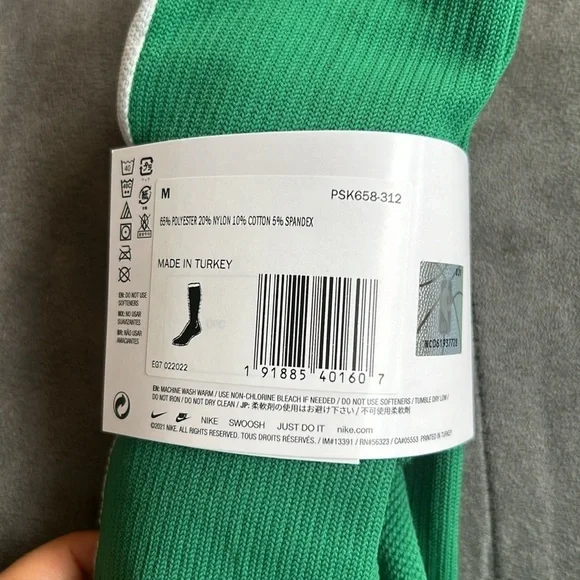 M
PSK658-312
65% POLYESTER 20% NYLON 10% COTTON 5% SPANDEX
MADE IN TURKEY
EG7 022022
1 91885 40160 7
40
EN: DO NOT USE
SOFTENERS
MX: NO USAR
SUAVIZANTES
BR: NÃO USAR
AMACIANTES
EN: MACHINE WASH WARM / USE NON-CHLORINE BLEACH IF NEEDED / DO NOT USE SOFTENERS / TUMBLE DRY LOW /
DO NOT IRON / DO NOT DRY CLEAN / JP: 柔軟剤の使用はお避け下さい / 不可使用柔軟剤
NIKE SWOOSH JUST DO IT nike.com
©2021 NIKE. ALL RIGHTS RESERVED. TOUS DROITS RÉSERVÉS. / IM#13391 / RN#56323 / CA#05553 PRINTED IN TURKEY